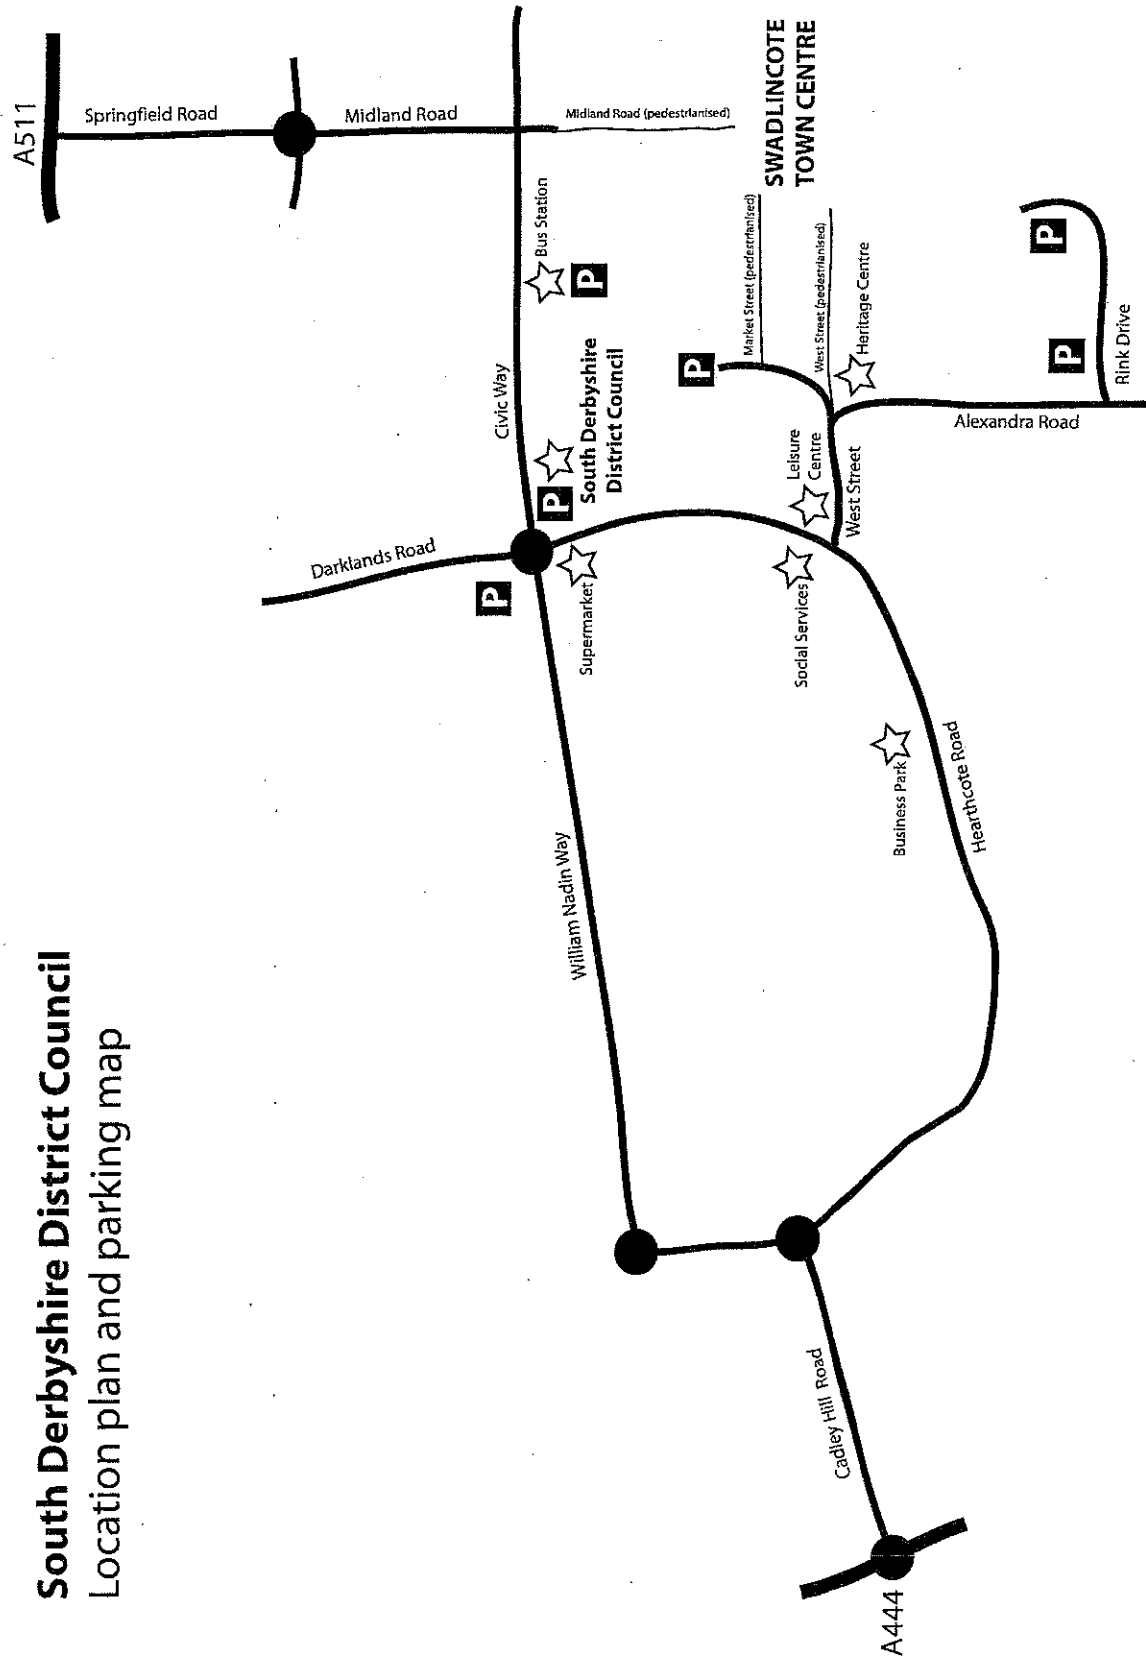 South Derbyshire District Council
Location plan and parking map
A511
Springfield Road
Midland Road
Midland Road (pedestrianised)
SWADLINCOTE
TOWN CENTRE
Bus Station
P
Civic Way
South Derbyshire
District Council
P
Darklands Road
P
Supermarket
P
Market Street (pedestrianised)
West Street (pedestrianised)
Heritage Centre
Leisure
Centre
West Street
Social Services
Alexandra Road
P
P
Rink Drive
William Nadin Way
Business Park
Hearthcote Road
Cadley Hill Road
A444